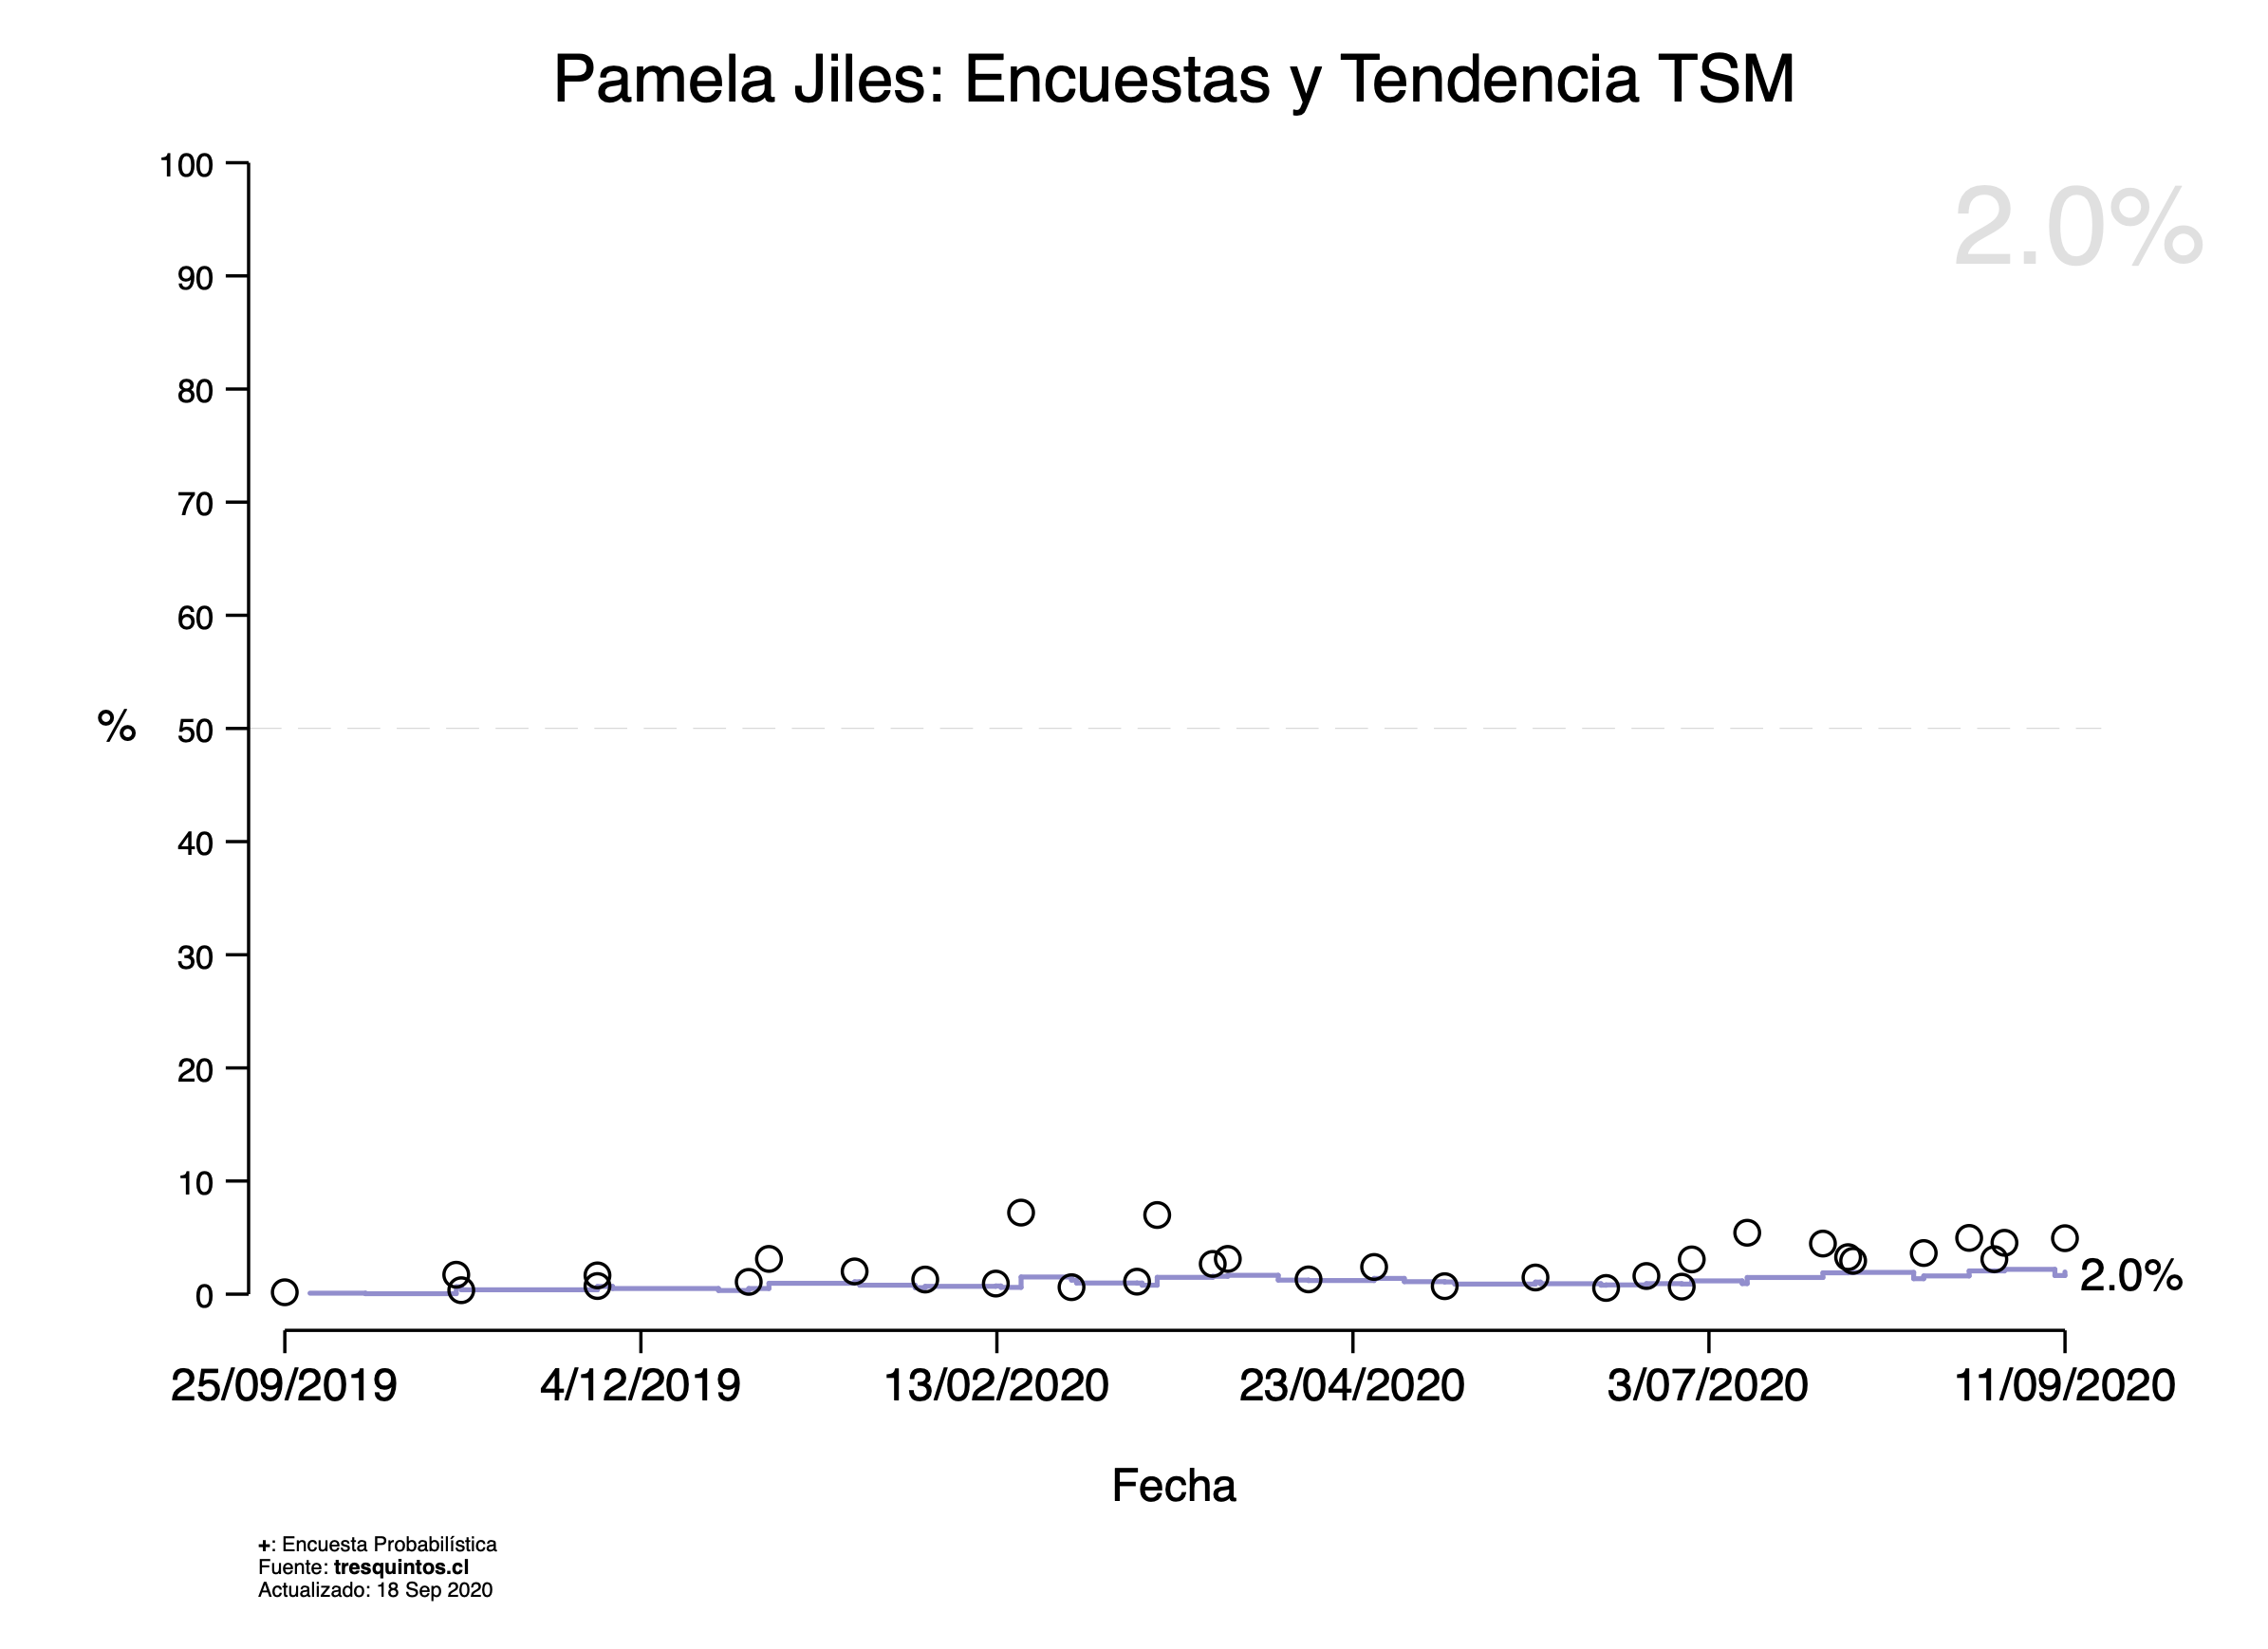 Pamela Jiles: Encuestas y Tendencia TSM
2.0%
100
90
80
70
60
% 50
40
30
20
10
0
2.0%
25/09/2019 4/12/2019 13/02/2020 23/04/2020 3/07/2020 11/09/2020
Fecha
+: Encuesta Probabilística
Fuente: tresquintos.cl
Actualizado: 18 Sep 2020